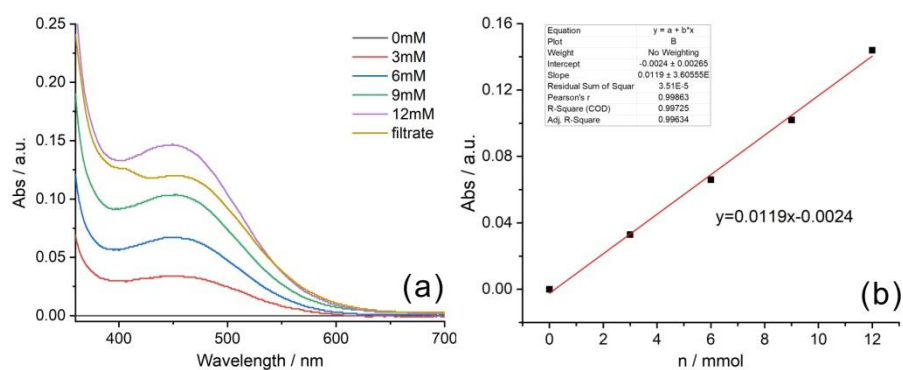 0mM
3mM
6mM
9mM
12mM
filtrate
0.25
0.20
0.15
0.10
0.05
0.00
Abs / a.u.
400
500
600
700
Wavelength / nm
(a)
Equation y = a + b*x
Plot B
Weight No Weighting
Intercept -0.0024 ± 0.00265
Slope 0.0119 ± 3.60555E
Residual Sum of Squar 3.51E-5
Pearson's r 0.99863
R-Square (COD) 0.99725
Adj. R-Square 0.99634
0.16
0.12
0.08
0.04
0.00
Abs / a.u.
y=0.0119x-0.0024
0
2
4
6
8
10
12
n / mmol
(b)